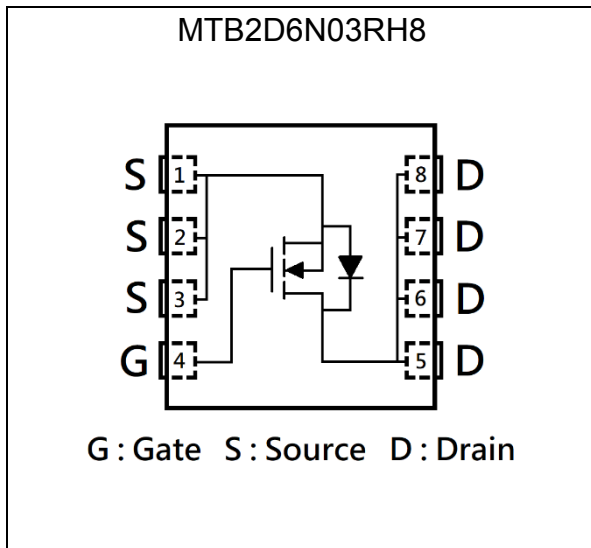 MTB2D6N03RH8
S 1 8 D
S 2 7 D
S 3 6 D
G 4 5 D
G : Gate S : Source D : Drain